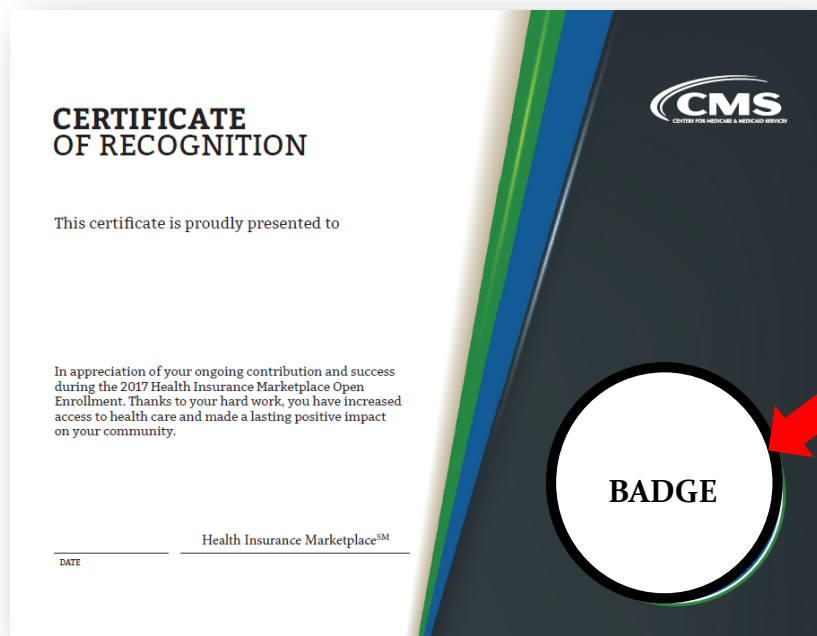 CERTIFICATE
OF RECOGNITION
CMS
CENTERS FOR MEDICARE & MEDICAID SERVICES
This certificate is proudly presented to
In appreciation of your ongoing contribution and success
during the 2017 Health Insurance Marketplace Open
Enrollment. Thanks to your hard work, you have increased
access to health care and made a lasting positive impact
on your community.
BADGE
Health Insurance Marketplace℠
DATE